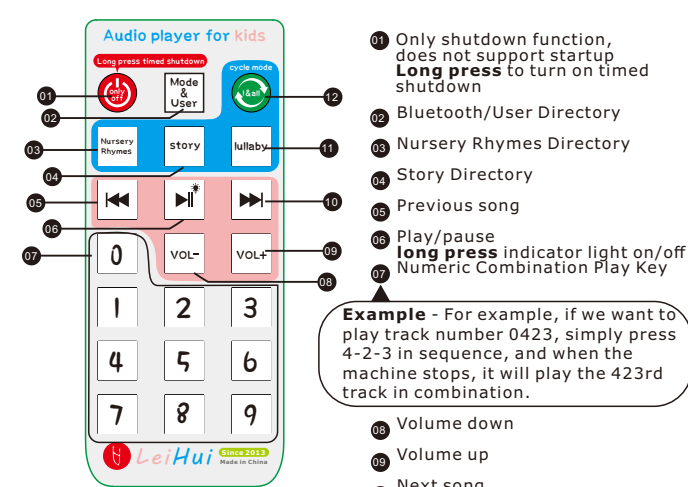 Audio player for kids
Long press timed shutdown
cycle mode
only
off
Mode
&
User
1&all
01
02
12
Nursery
Rhymes
story
lullaby
03
04
11
05
06
10
07
0
VOL-
VOL+
09
08
1
2
3
4
5
6
7
8
9
LeiHui
Since 2013
Made in China
01 Only shutdown function,
does not support startup
Long press to turn on timed
shutdown
02 Bluetooth/User Directory
03 Nursery Rhymes Directory
04 Story Directory
05 Previous song
06 Play/pause
long press indicator light on/off
07 Numeric Combination Play Key
Example - For example, if we want to
play track number 0423, simply press
4-2-3 in sequence, and when the
machine stops, it will play the 423rd
track in combination.
08 Volume down
09 Volume up
Next song